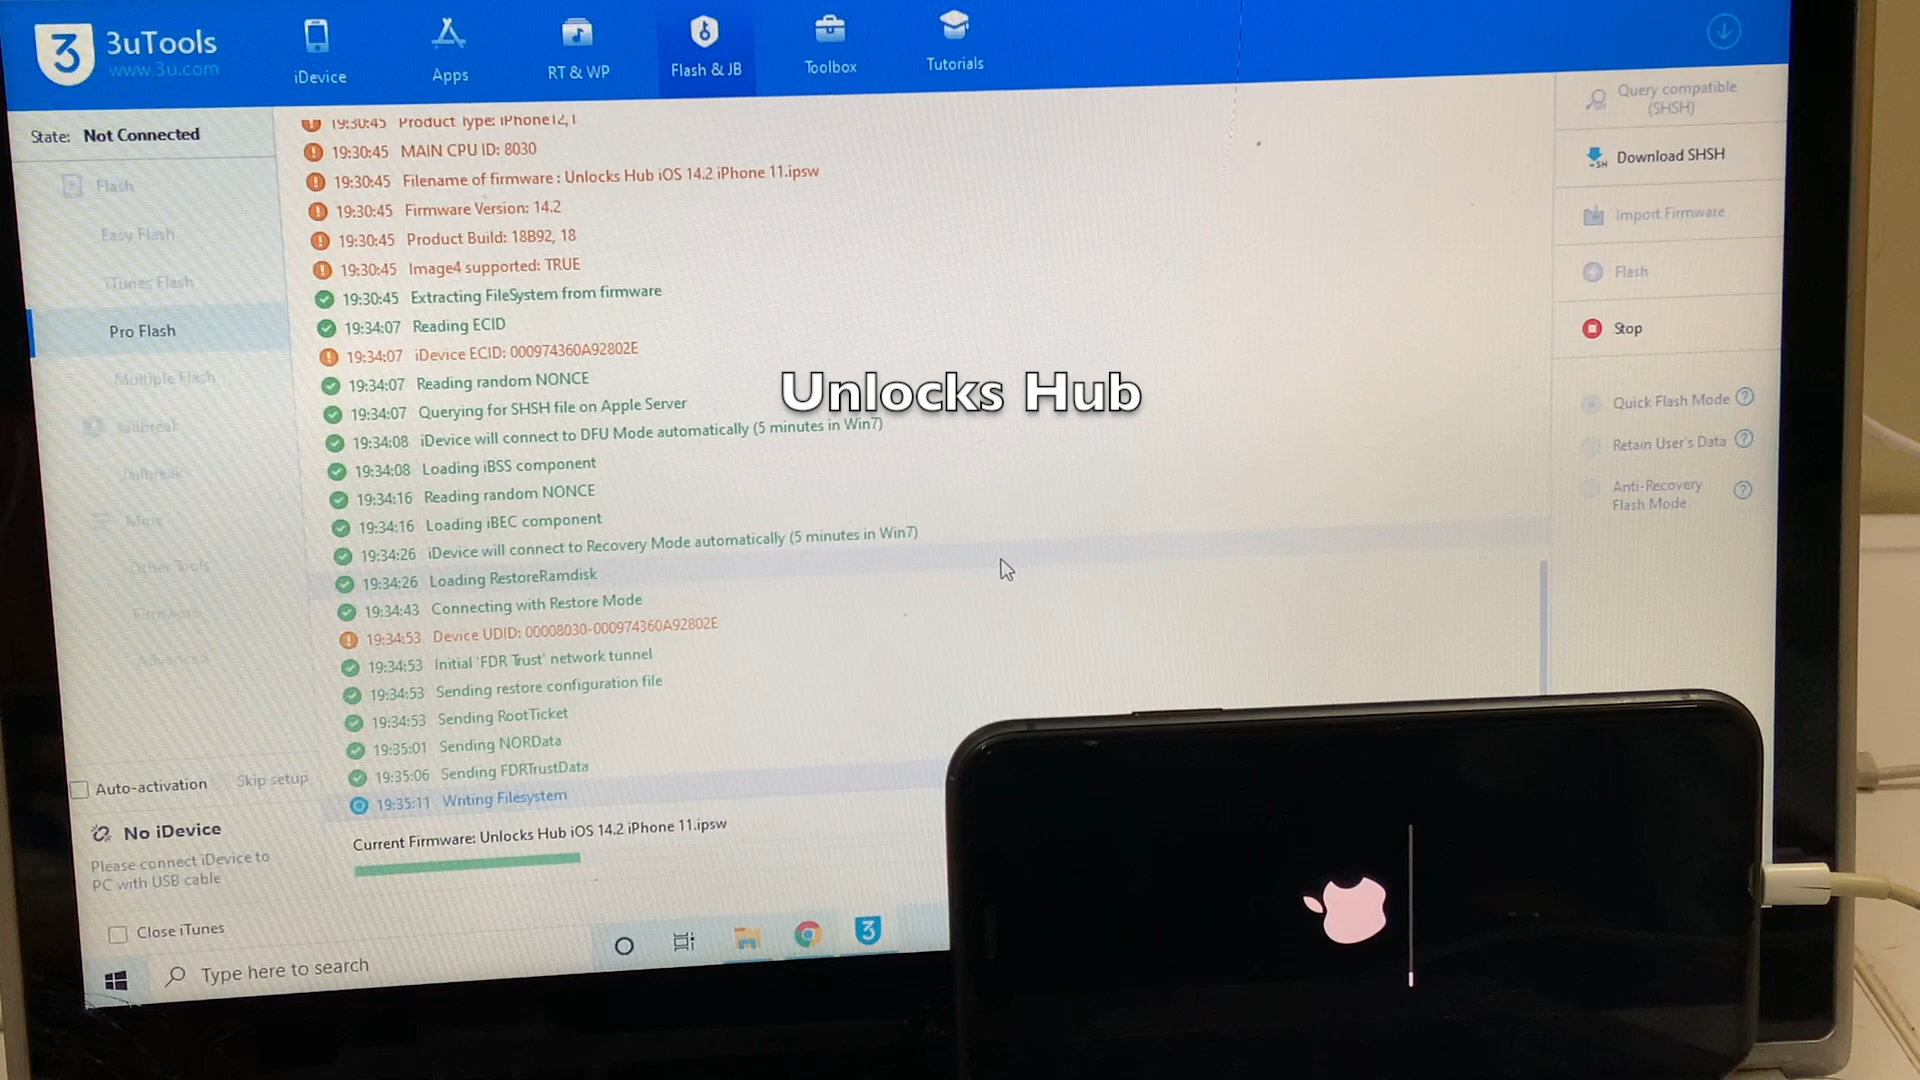 3uTools
www.3u.com
iDevice
Apps
RT & WP
Flash & JB
Toolbox
Tutorials
State: Not Connected
Flash
Easy Flash
iTunes Flash
Pro Flash
Multiple Flash
Jailbreak
Jailbreak
More
Other Tools
Firmware
Advanced
Auto-activation
Skip setup
No iDevice
Please connect iDevice to
PC with USB cable
Close iTunes
19:30:45 Product Type: iPhone12,1
19:30:45 MAIN CPU ID: 8030
19:30:45 Filename of firmware : Unlocks Hub iOS 14.2 iPhone 11.ipsw
19:30:45 Firmware Version: 14.2
19:30:45 Product Build: 18B92, 18
19:30:45 Image4 supported: TRUE
19:30:45 Extracting FileSystem from firmware
19:34:07 Reading ECID
19:34:07 iDevice ECID: 000974360A92802E
19:34:07 Reading random NONCE
19:34:07 Querying for SHSH file on Apple Server
19:34:08 iDevice will connect to DFU Mode automatically (5 minutes in Win7)
19:34:08 Loading iBSS component
19:34:16 Reading random NONCE
19:34:16 Loading iBEC component
19:34:26 iDevice will connect to Recovery Mode automatically (5 minutes in Win7)
19:34:26 Loading RestoreRamdisk
19:34:43 Connecting with Restore Mode
19:34:53 Device UDID: 00008030-000974360A92802E
19:34:53 Initial 'FDR Trust' network tunnel
19:34:53 Sending restore configuration file
19:34:53 Sending RootTicket
19:35:01 Sending NORData
19:35:06 Sending FDRTrustData
19:35:11 Writing Filesystem
Current Firmware: Unlocks Hub iOS 14.2 iPhone 11.ipsw
Unlocks Hub
Query compatible
(SHSH)
Download SHSH
Import Firmware
Flash
Stop
Quick Flash Mode
Retain User's Data
Anti-Recovery
Flash Mode
Type here to search